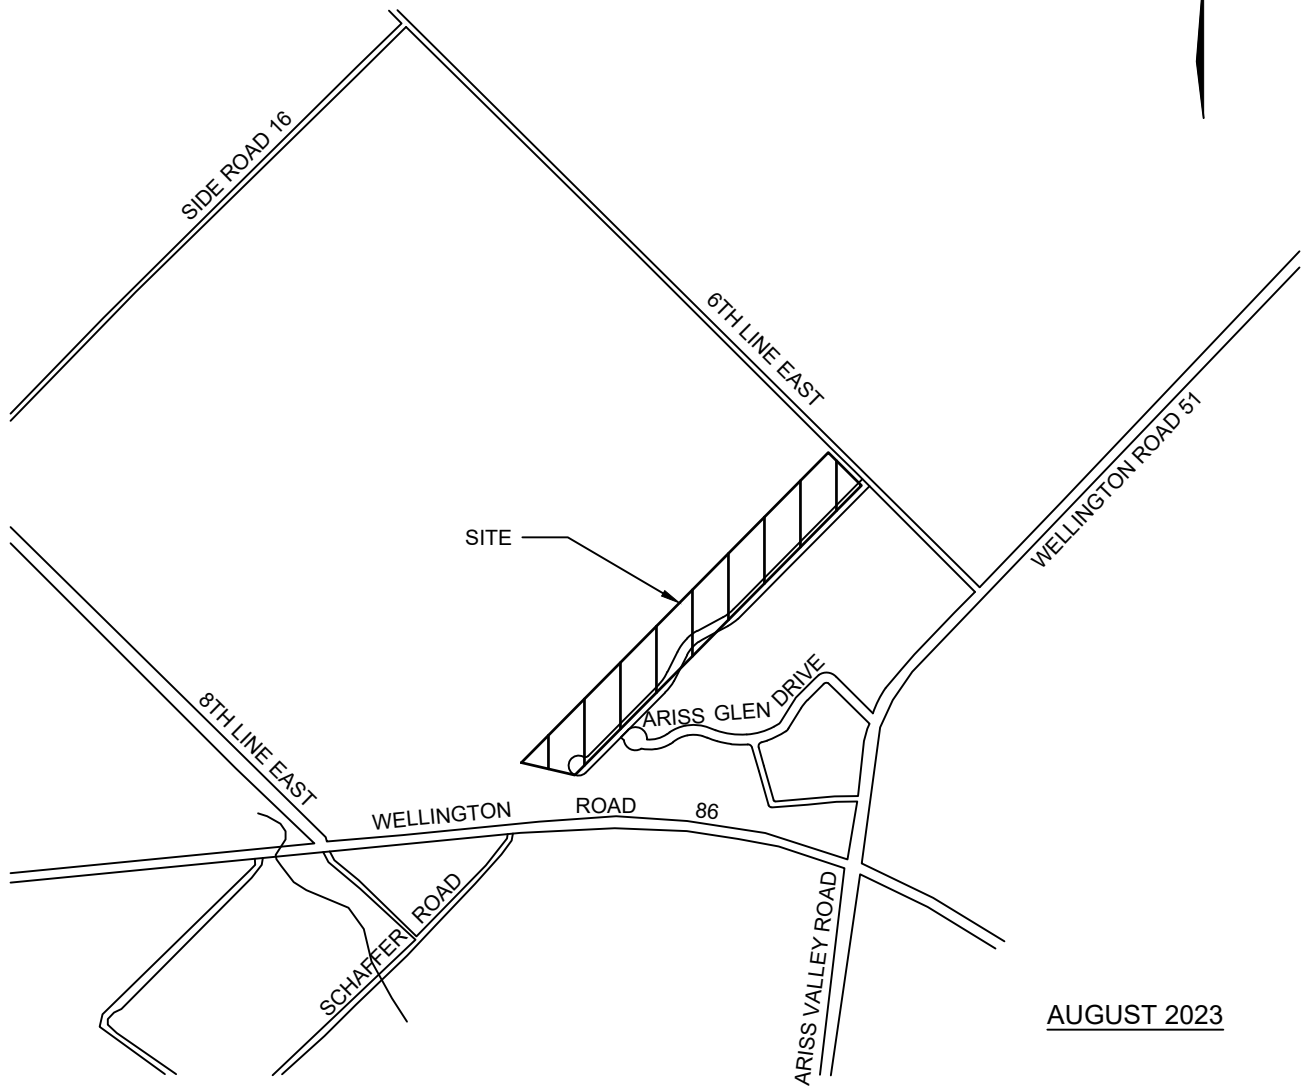 SIDE ROAD 16
6TH LINE EAST
WELLINGTON ROAD 51
SITE
ARISS GLEN DRIVE
8TH LINE EAST
WELLINGTON ROAD 86
SCHAFFER ROAD
ARISS VALLEY ROAD
AUGUST 2023